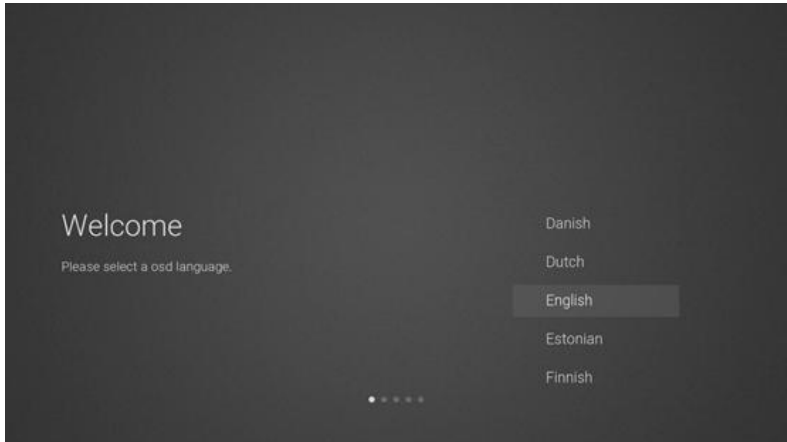 Welcome
Please select a osd language.
Danish
Dutch
English
Estonian
Finnish